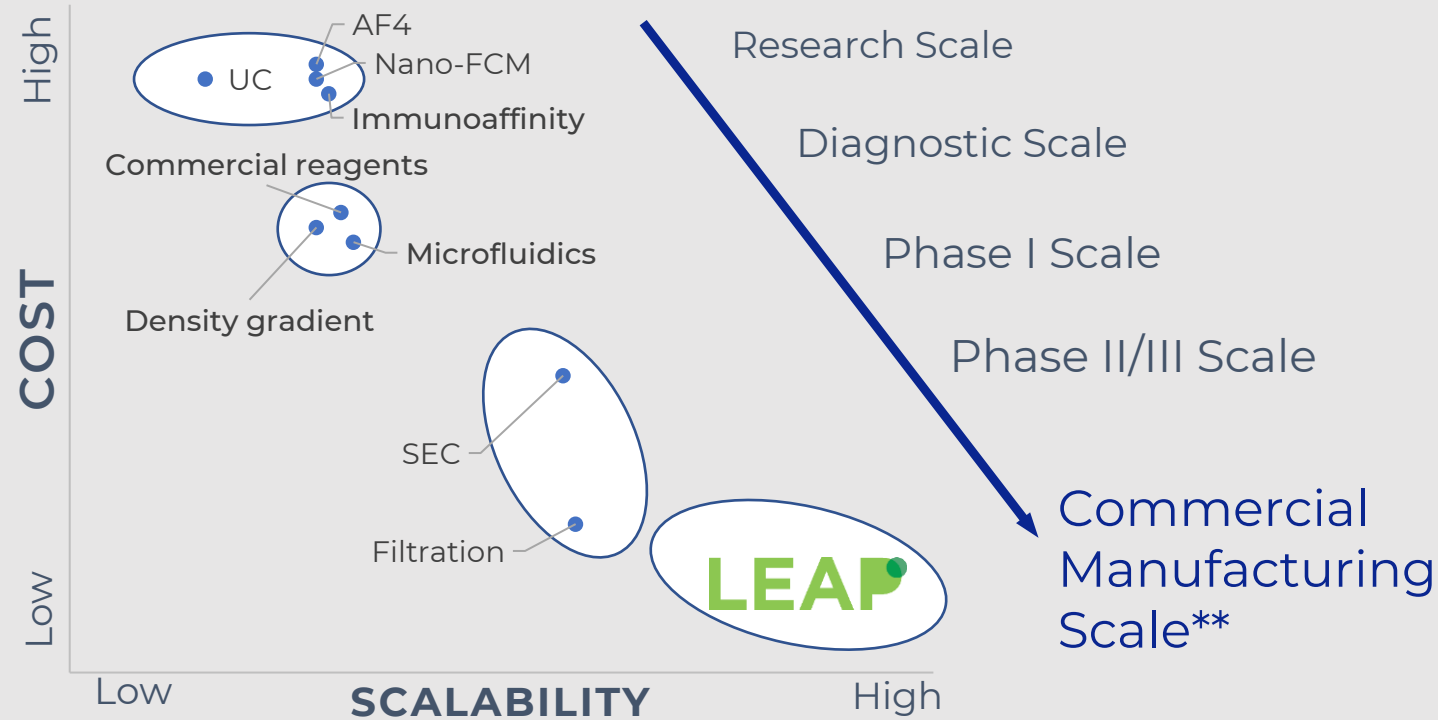 High
AF4
Nano-FCM
UC
Immunoaffinity
Commercial reagents
Microfluidics
Density gradient
COST
SEC
Filtration
LEAP
Low
Low
SCALABILITY
High
Research Scale
Diagnostic Scale
Phase I Scale
Phase II/III Scale
Commercial
Manufacturing
Scale**